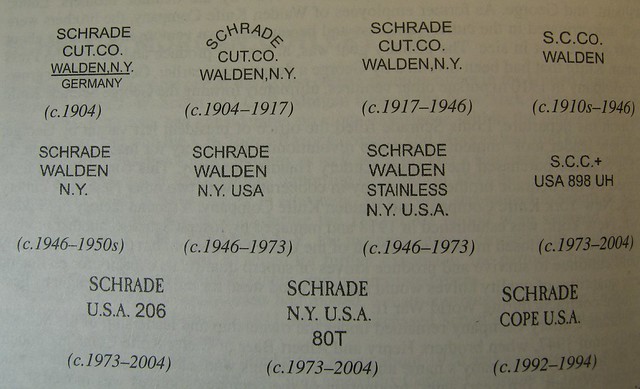 SCHRADE
CUT.CO.
WALDEN,N.Y.
GERMANY
(c.1904)
SCHRADE
CUT.CO.
WALDEN,N.Y.
(c.1904–1917)
SCHRADE
CUT.CO.
WALDEN,N.Y.
(c.1917–1946)
S.C.CO.
WALDEN
(c.1910s–1946)
SCHRADE
WALDEN
N.Y.
(c.1946–1950s)
SCHRADE
WALDEN
N.Y. USA
(c.1946–1973)
SCHRADE
WALDEN
STAINLESS
N.Y. U.S.A.
(c.1946–1973)
S.C.C.+
USA 898 UH
(c.1973–2004)
SCHRADE
U.S.A. 206
(c.1973–2004)
SCHRADE
N.Y. U.S.A.
80T
(c.1973–2004)
SCHRADE
COPE U.S.A.
(c.1992–1994)